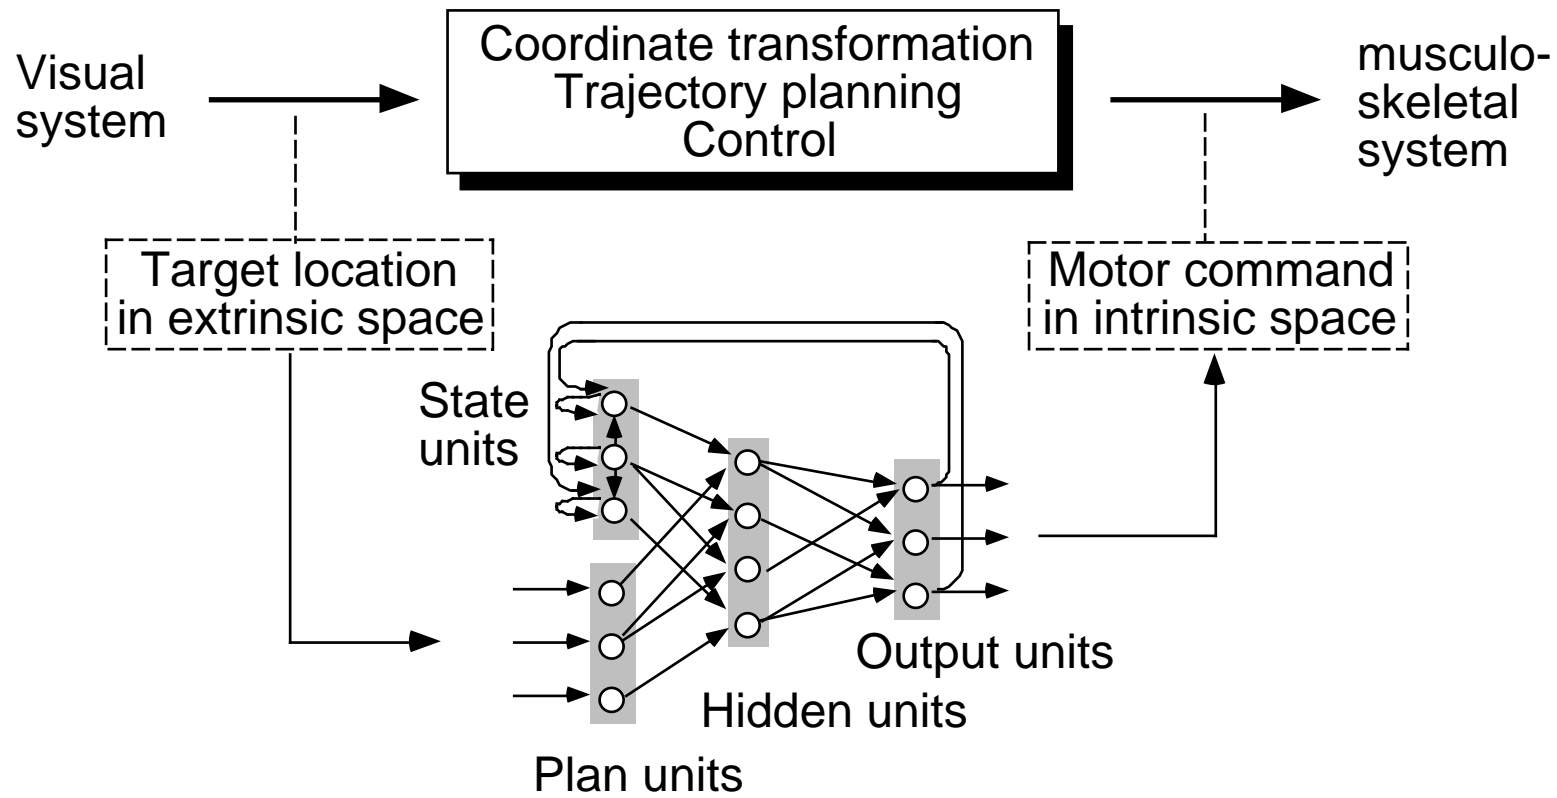 Visual
system
Coordinate transformation
Trajectory planning
Control
musculo-
skeletal
system
Target location
in extrinsic space
Motor command
in intrinsic space
State
units
Output units
Hidden units
Plan units